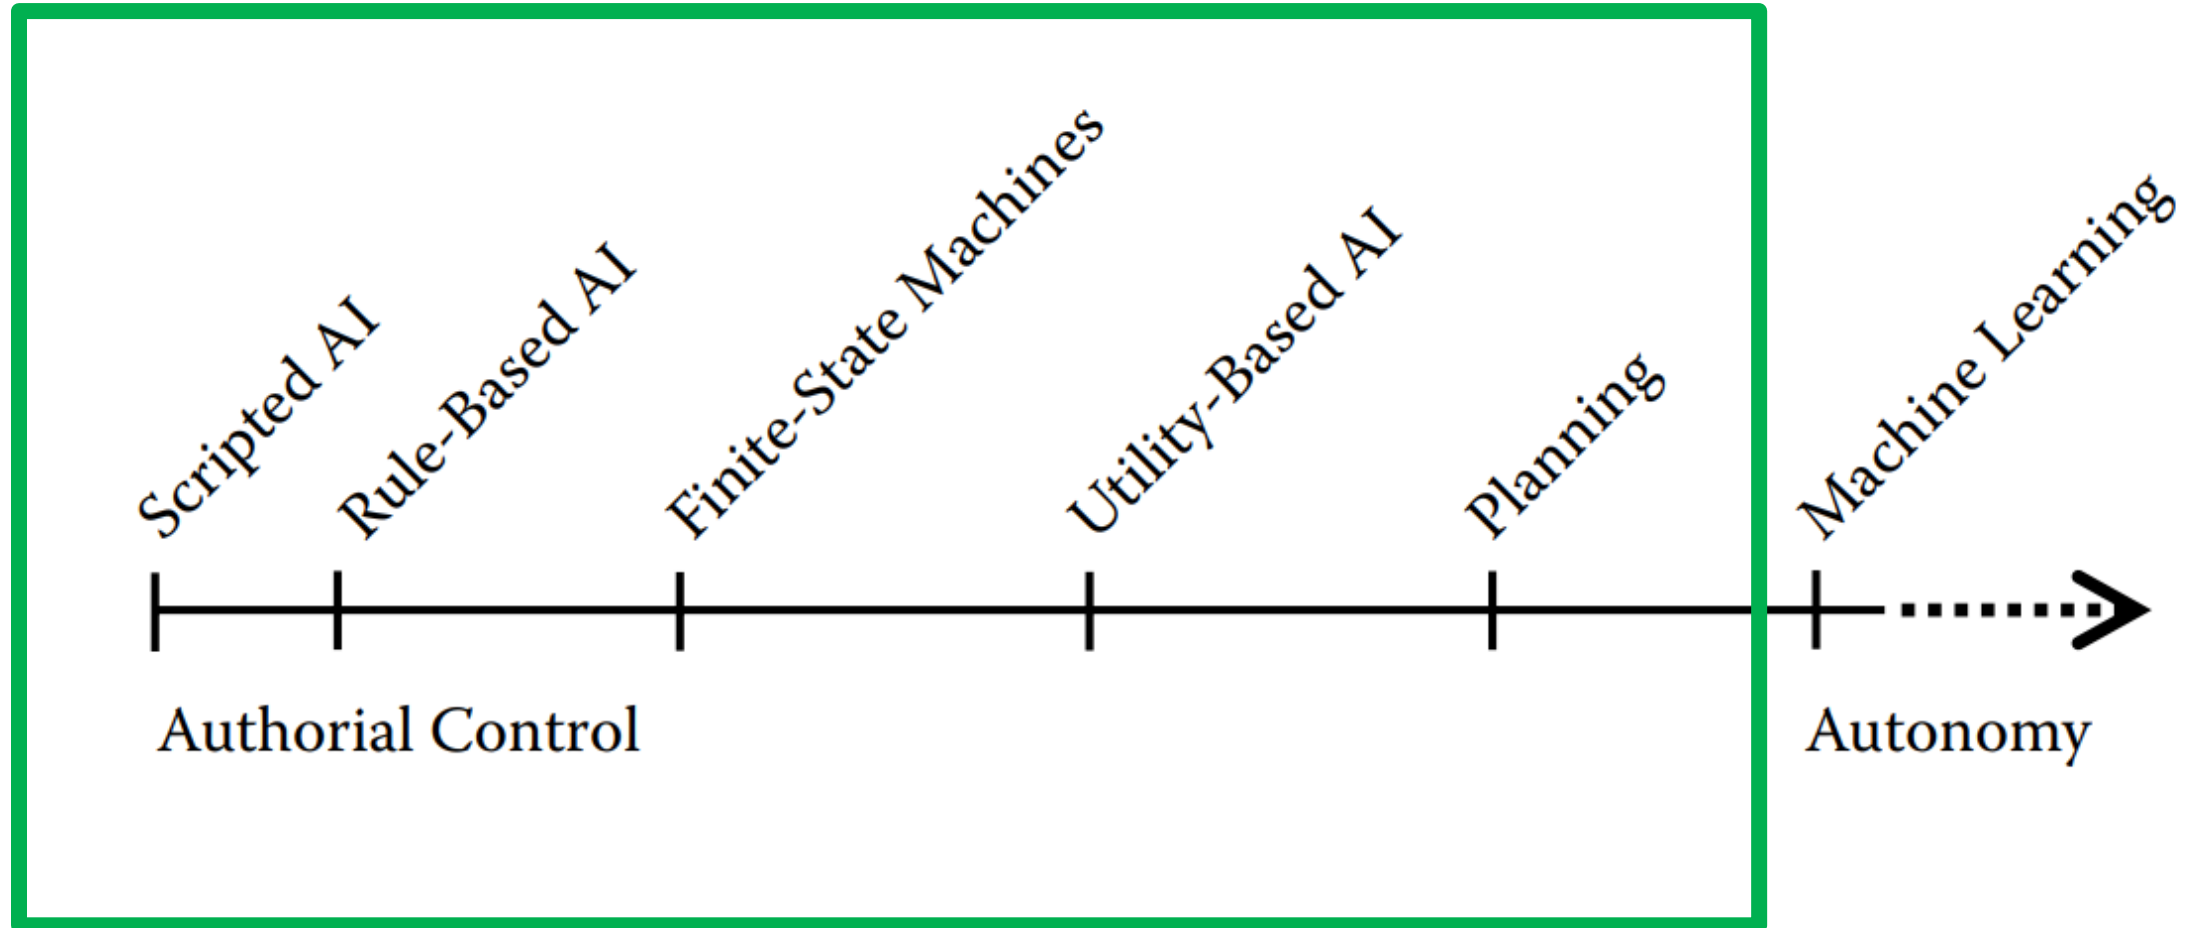 Scripted AI
Rule-Based AI
Finite-State Machines
Utility-Based AI
Planning
Machine Learning
Authorial Control
Autonomy